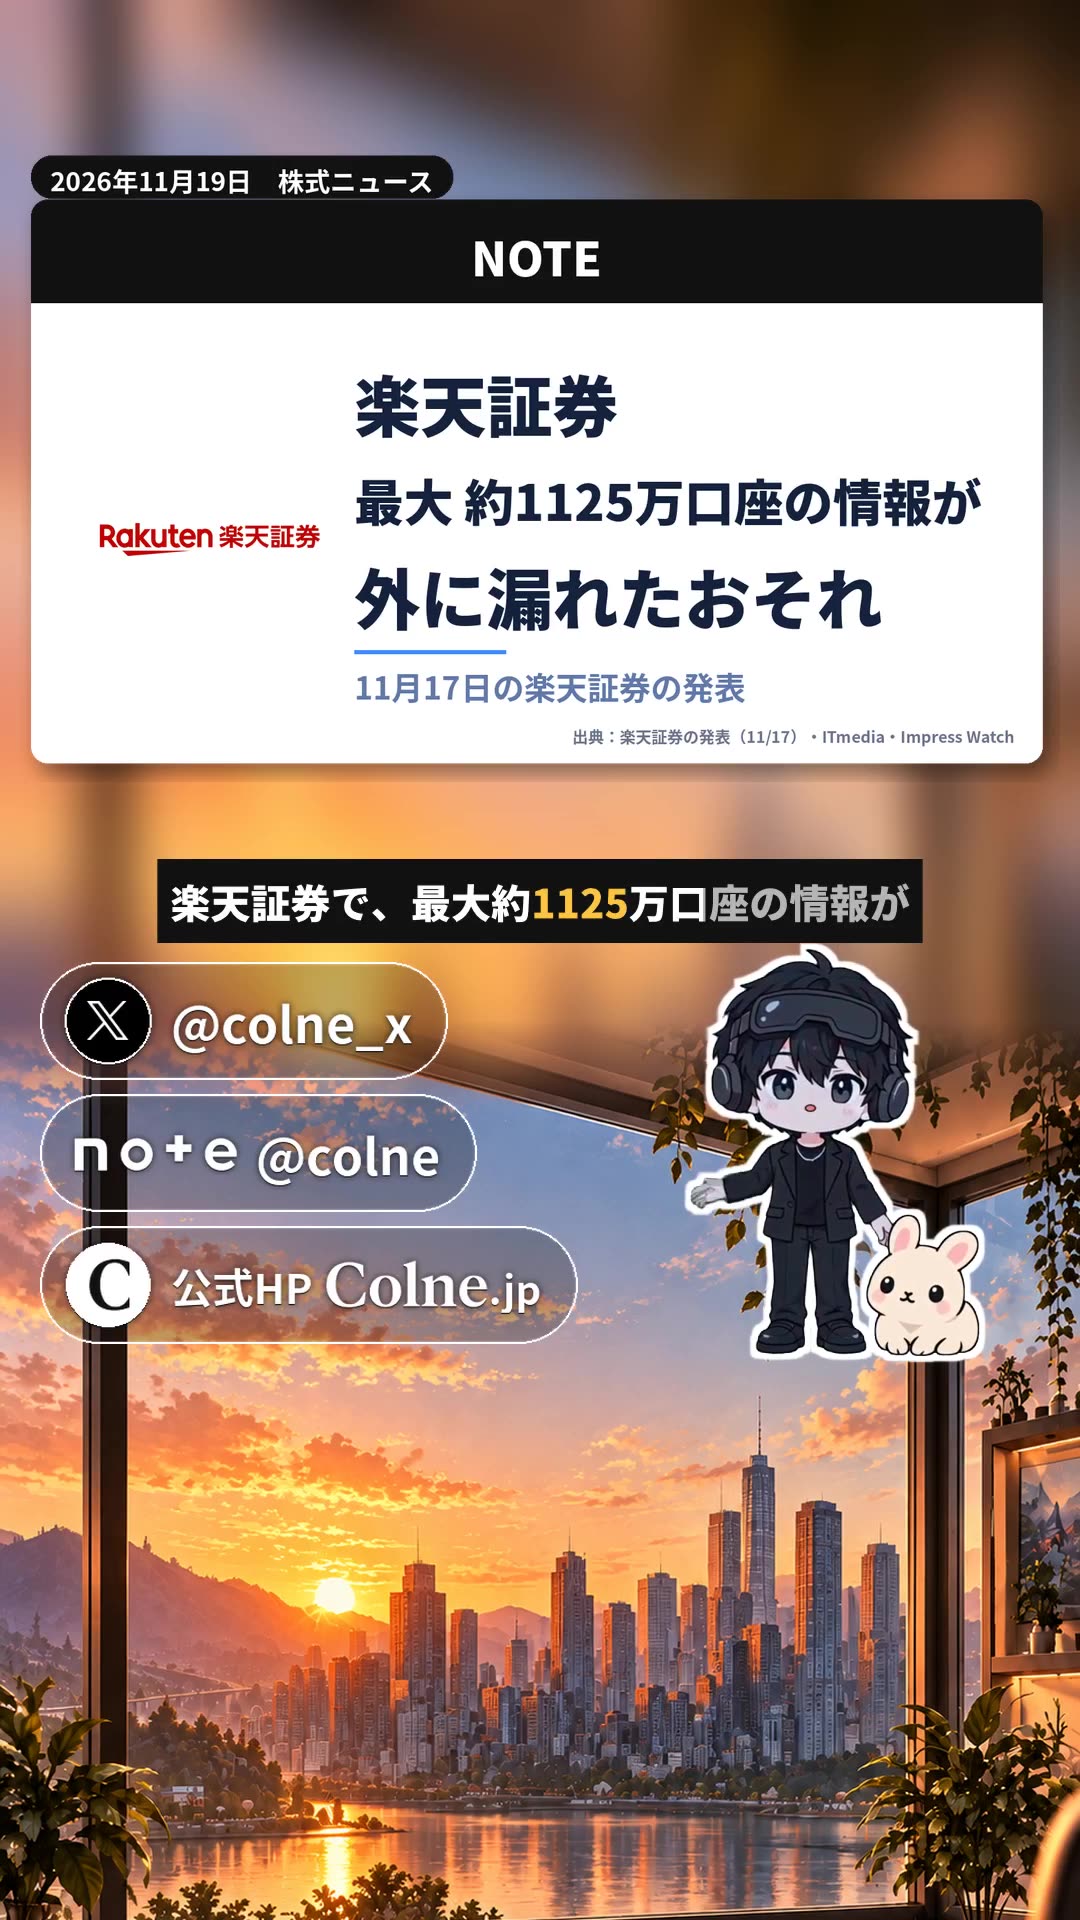 2026年11月19日　株式ニュース
NOTE
楽天証券
最大 約1125万口座の情報が
Rakuten 楽天証券
外に漏れたおそれ
11月17日の楽天証券の発表
出典：楽天証券の発表（11/17）・ITmedia・Impress Watch
楽天証券で、最大約1125万口座の情報が
X @colne_x
note @colne
C 公式HP Colne.jp